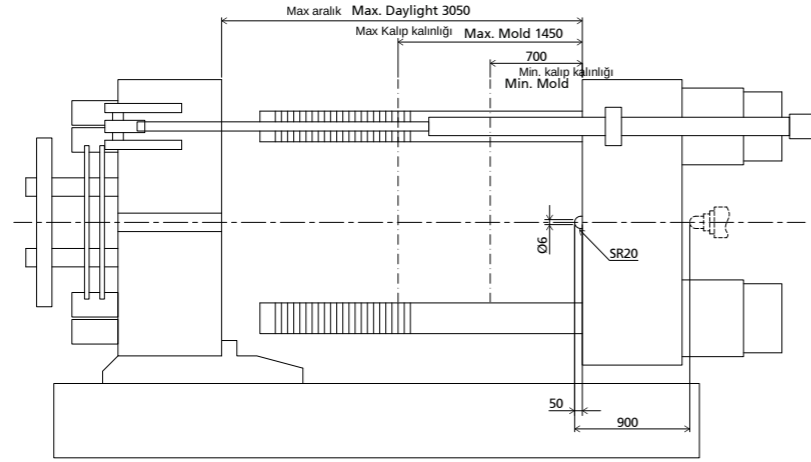 Max aralık Max. Daylight 3050
Max Kalıp kalınlığı Max. Mold 1450
700
Min. kalıp kalınlığı
Min. Mold
Ø6
SR20
50
900